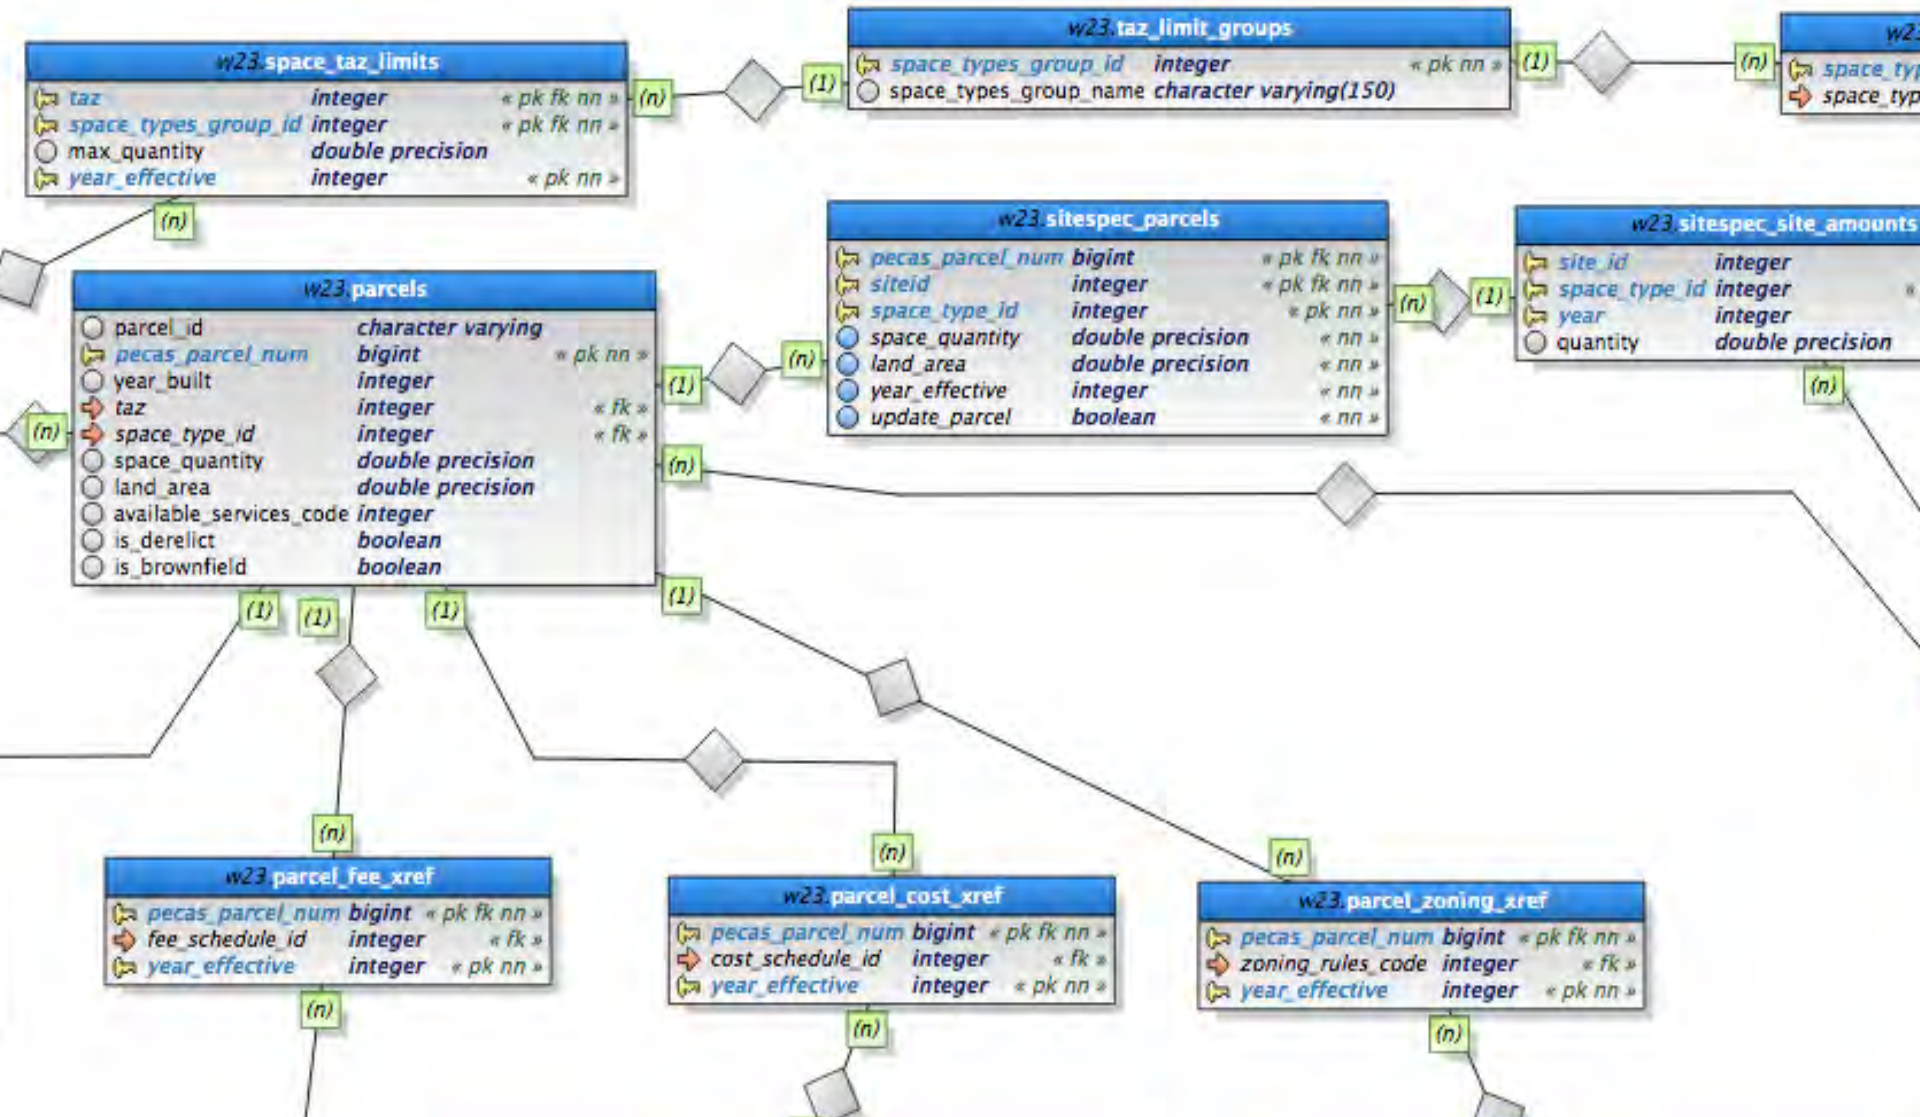 w23.space_taz_limits
taz integer « pk fk nn »
space_types_group_id integer « pk fk nn »
max_quantity double precision
year_effective integer « pk nn »
(n)
(n)
(1)
w23.taz_limit_groups
space_types_group_id integer « pk nn »
space_types_group_name character varying(150)
(1)
(n)
w23
space_typ
space_typ
w23.parcels
parcel_id character varying
pecas_parcel_num bigint « pk nn »
year_built integer
taz integer « fk »
space_type_id integer « fk »
space_quantity double precision
land_area double precision
available_services_code integer
is_derelict boolean
is_brownfield boolean
(n)
(1)
(n)
(n)
(1)
(1)
(1)
(1)
w23.sitespec_parcels
pecas_parcel_num bigint « pk fk nn »
siteid integer « pk fk nn »
space_type_id integer « pk nn »
space_quantity double precision « nn »
land_area double precision « nn »
year_effective integer « nn »
update_parcel boolean « nn »
(n)
(1)
w23.sitespec_site_amounts
site_id integer
space_type_id integer «
year integer
quantity double precision
(n)
(n)
w23.parcel_fee_xref
pecas_parcel_num bigint « pk fk nn »
fee_schedule_id integer « fk »
year_effective integer « pk nn »
(n)
(n)
w23.parcel_cost_xref
pecas_parcel_num bigint « pk fk nn »
cost_schedule_id integer « fk »
year_effective integer « pk nn »
(n)
(n)
w23.parcel_zoning_xref
pecas_parcel_num bigint « pk fk nn »
zoning_rules_code integer « fk »
year_effective integer « pk nn »
(n)